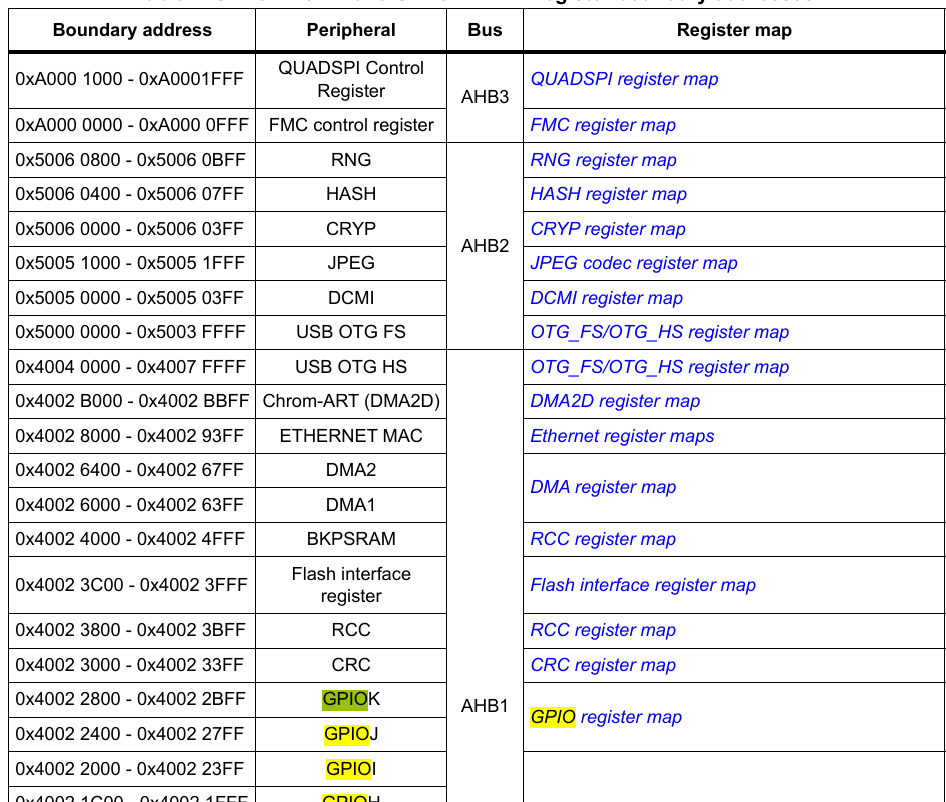 Boundary address Peripheral Bus Register map
0xA000 1000 - 0xA0001FFF QUADSPI Control Register AHB3 QUADSPI register map
0xA000 0000 - 0xA000 0FFF FMC control register FMC register map
0x5006 0800 - 0x5006 0BFF RNG AHB2 RNG register map
0x5006 0400 - 0x5006 07FF HASH HASH register map
0x5006 0000 - 0x5006 03FF CRYP CRYP register map
0x5005 1000 - 0x5005 1FFF JPEG JPEG codec register map
0x5005 0000 - 0x5005 03FF DCMI DCMI register map
0x5000 0000 - 0x5003 FFFF USB OTG FS OTG_FS/OTG_HS register map
0x4004 0000 - 0x4007 FFFF USB OTG HS AHB1 OTG_FS/OTG_HS register map
0x4002 B000 - 0x4002 BBFF Chrom-ART (DMA2D) DMA2D register map
0x4002 8000 - 0x4002 93FF ETHERNET MAC Ethernet register maps
0x4002 6400 - 0x4002 67FF DMA2 DMA register map
0x4002 6000 - 0x4002 63FF DMA1
0x4002 4000 - 0x4002 4FFF BKPSRAM RCC register map
0x4002 3C00 - 0x4002 3FFF Flash interface register Flash interface register map
0x4002 3800 - 0x4002 3BFF RCC RCC register map
0x4002 3000 - 0x4002 33FF CRC CRC register map
0x4002 2800 - 0x4002 2BFF GPIOK GPIO register map
0x4002 2400 - 0x4002 27FF GPIOJ
0x4002 2000 - 0x4002 23FF GPIOI
0x4002 1C00 - 0x4002 1FFF GPIOH